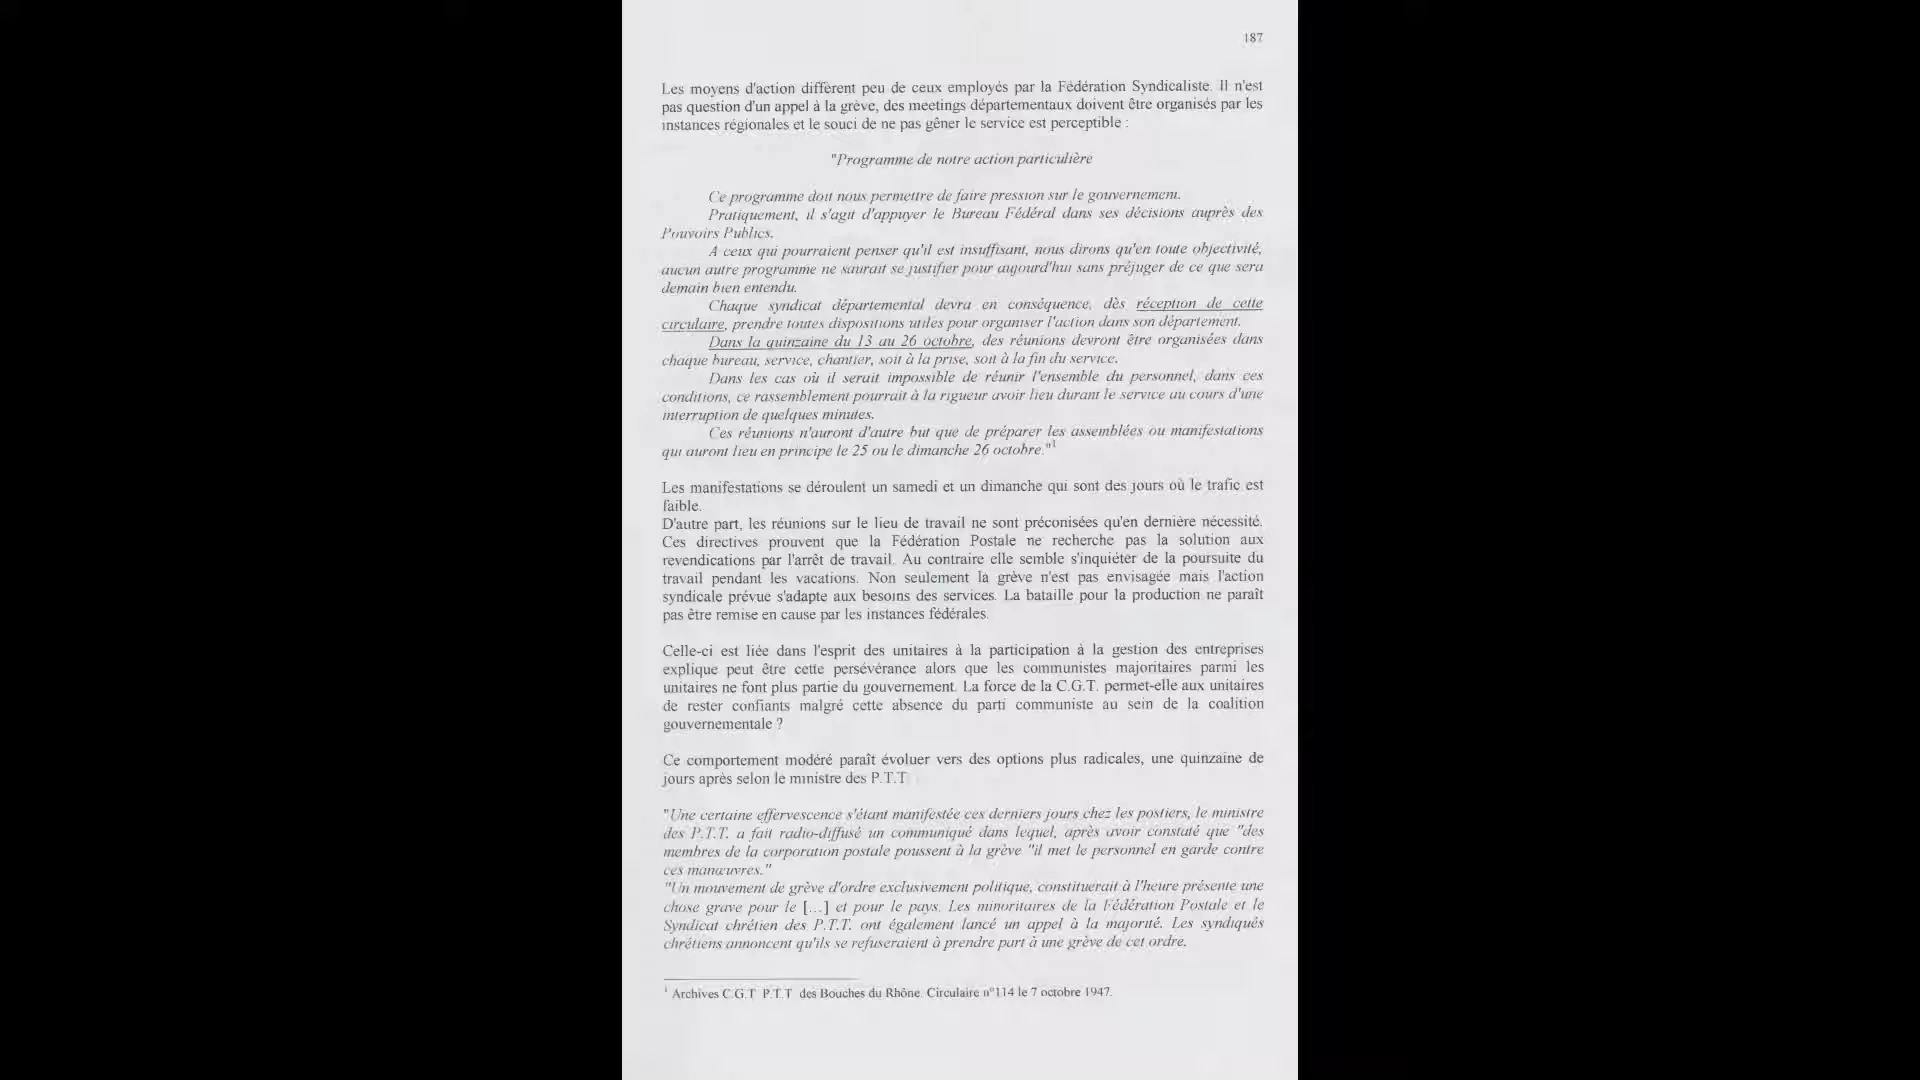 187
Les moyens d'action diffèrent peu de ceux employés par la Fédération Syndicaliste. Il n'est
pas question d'un appel à la grève, des meetings départementaux doivent être organisés par les
instances régionales et le souci de ne pas gêner le service est perceptible :
"Programme de notre action particulière
Ce programme doit nous permettre de faire pression sur le gouvernement.
Pratiquement, il s'agit d'appuyer le Bureau Fédéral dans ses décisions auprès des
Pouvoirs Publics.
A ceux qui pourraient penser qu'il est insuffisant, nous dirons qu'en toute objectivité,
aucun autre programme ne saurait se justifier pour aujourd'hui sans préjuger de ce que sera
demain bien entendu.
Chaque syndicat départemental devra en conséquence, dès réception de cette
circulaire, prendre toutes dispositions utiles pour organiser l'action dans son département.
Dans la quinzaine du 13 au 26 octobre, des réunions devront être organisées dans
chaque bureau, service, chantier, soit à la prise, soit à la fin du service.
Dans les cas où il serait impossible de réunir l'ensemble du personnel, dans ces
conditions, ce rassemblement pourrait à la rigueur avoir lieu durant le service au cours d'une
interruption de quelques minutes.
Ces réunions n'auront d'autre but que de préparer les assemblées ou manifestations
qui auront lieu en principe le 25 ou le dimanche 26 octobre."1
Les manifestations se déroulent un samedi et un dimanche qui sont des jours où le trafic est
faible.
D'autre part, les réunions sur le lieu de travail ne sont préconisées qu'en dernière nécessité.
Ces directives prouvent que la Fédération Postale ne recherche pas la solution aux
revendications par l'arrêt de travail. Au contraire elle semble s'inquiéter de la poursuite du
travail pendant les vacations. Non seulement la grève n'est pas envisagée mais l'action
syndicale prévue s'adapte aux besoins des services. La bataille pour la production ne paraît
pas être remise en cause par les instances fédérales.
Celle-ci est liée dans l'esprit des unitaires à la participation à la gestion des entreprises
explique peut être cette persévérance alors que les communistes majoritaires parmi les
unitaires ne font plus partie du gouvernement. La force de la C.G.T. permet-elle aux unitaires
de rester confiants malgré cette absence du parti communiste au sein de la coalition
gouvernementale ?
Ce comportement modéré paraît évoluer vers des options plus radicales, une quinzaine de
jours après selon le ministre des P.T.T
"Une certaine effervescence s'étant manifestée ces derniers jours chez les postiers, le ministre
des P.T.T. a fait radio-diffusé un communiqué dans lequel, après avoir constaté que "des
membres de la corporation postale poussent à la grève "il met le personnel en garde contre
ces manœuvres."
"Un mouvement de grève d'ordre exclusivement politique, constituerait à l'heure présente une
chose grave pour le [...] et pour le pays. Les minoritaires de la Fédération Postale et le
Syndicat chrétien des P.T.T. ont également lancé un appel à la majorité. Les syndiqués
chrétiens annoncent qu'ils se refuseraient à prendre part à une grève de cet ordre.
1 Archives C.G.T P.T.T des Bouches du Rhône. Circulaire n°114 le 7 octobre 1947.